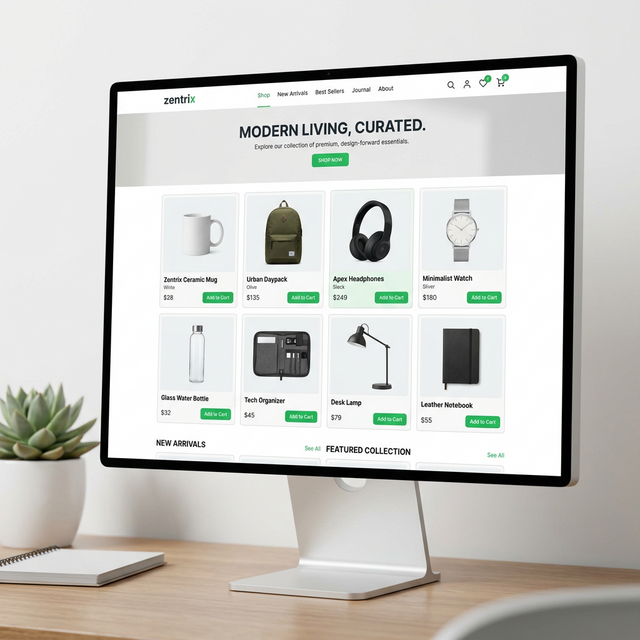 zentrix
Shop New Arrivals Best Sellers Journal About
MODERN LIVING, CURATED.
Explore our collection of premium, design-forward essentials.
SHOP NOW
Zentrix Ceramic Mug
$28 Add to Cart
Urban Daypack
Olive
$135 Add to Cart
Apex Headphones
$249 Add to Cart
Minimalist Watch
Silver
$180 Add to Cart
Glass Water Bottle
$32 Add to Cart
Tech Organizer
$45 Add to Cart
Desk Lamp
$79 Add to Cart
Leather Notebook
$55 Add to Cart
NEW ARRIVALS See All
FEATURED COLLECTION See All